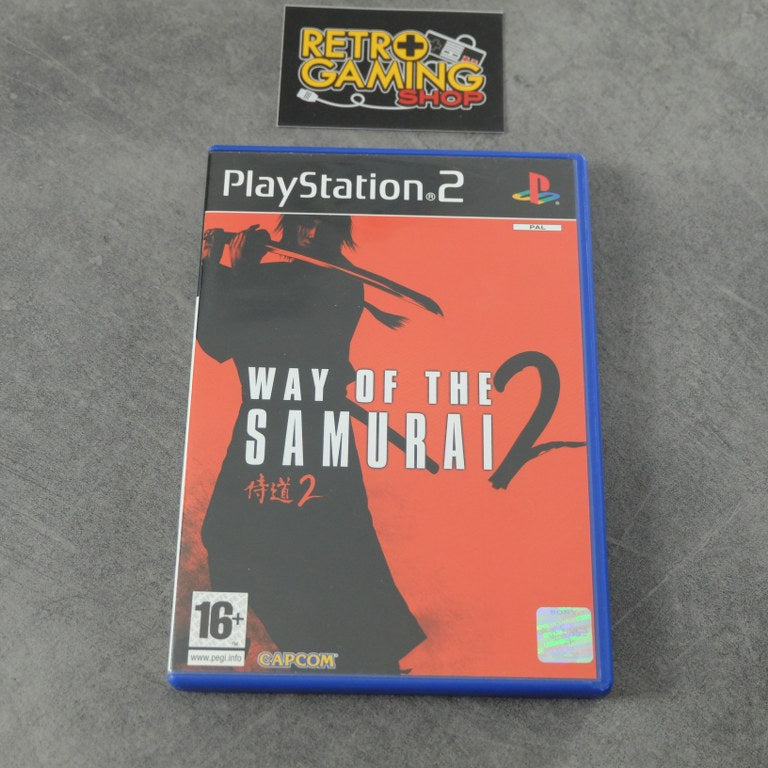 RETRO
GAMING
SHOP
PlayStation®2
PAL
WAY OF THE
SAMURAI 2
侍道2
16+
www.pegi.info
CAPCOM
SONY